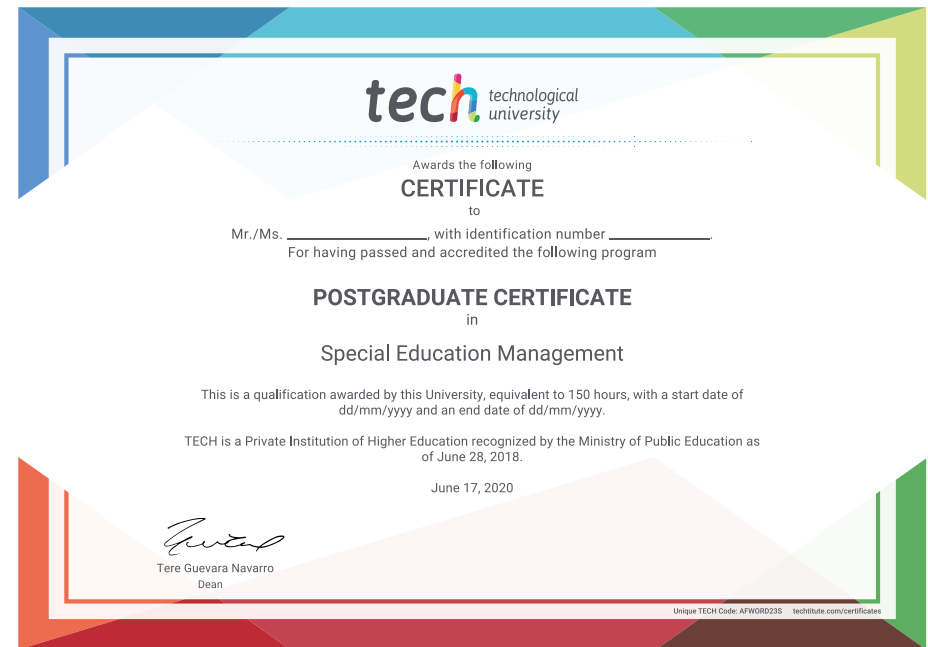 tech technological
university
Awards the following
CERTIFICATE
to
Mr./Ms. ____________________, with identification number ______________.
For having passed and accredited the following program
POSTGRADUATE CERTIFICATE
in
Special Education Management
This is a qualification awarded by this University, equivalent to 150 hours, with a start date of
dd/mm/yyyy and an end date of dd/mm/yyyy.
TECH is a Private Institution of Higher Education recognized by the Ministry of Public Education as
of June 28, 2018.
June 17, 2020
Tere Guevara Navarro
Dean
Unique TECH Code: AFWORD23S techtitute.com/certificates